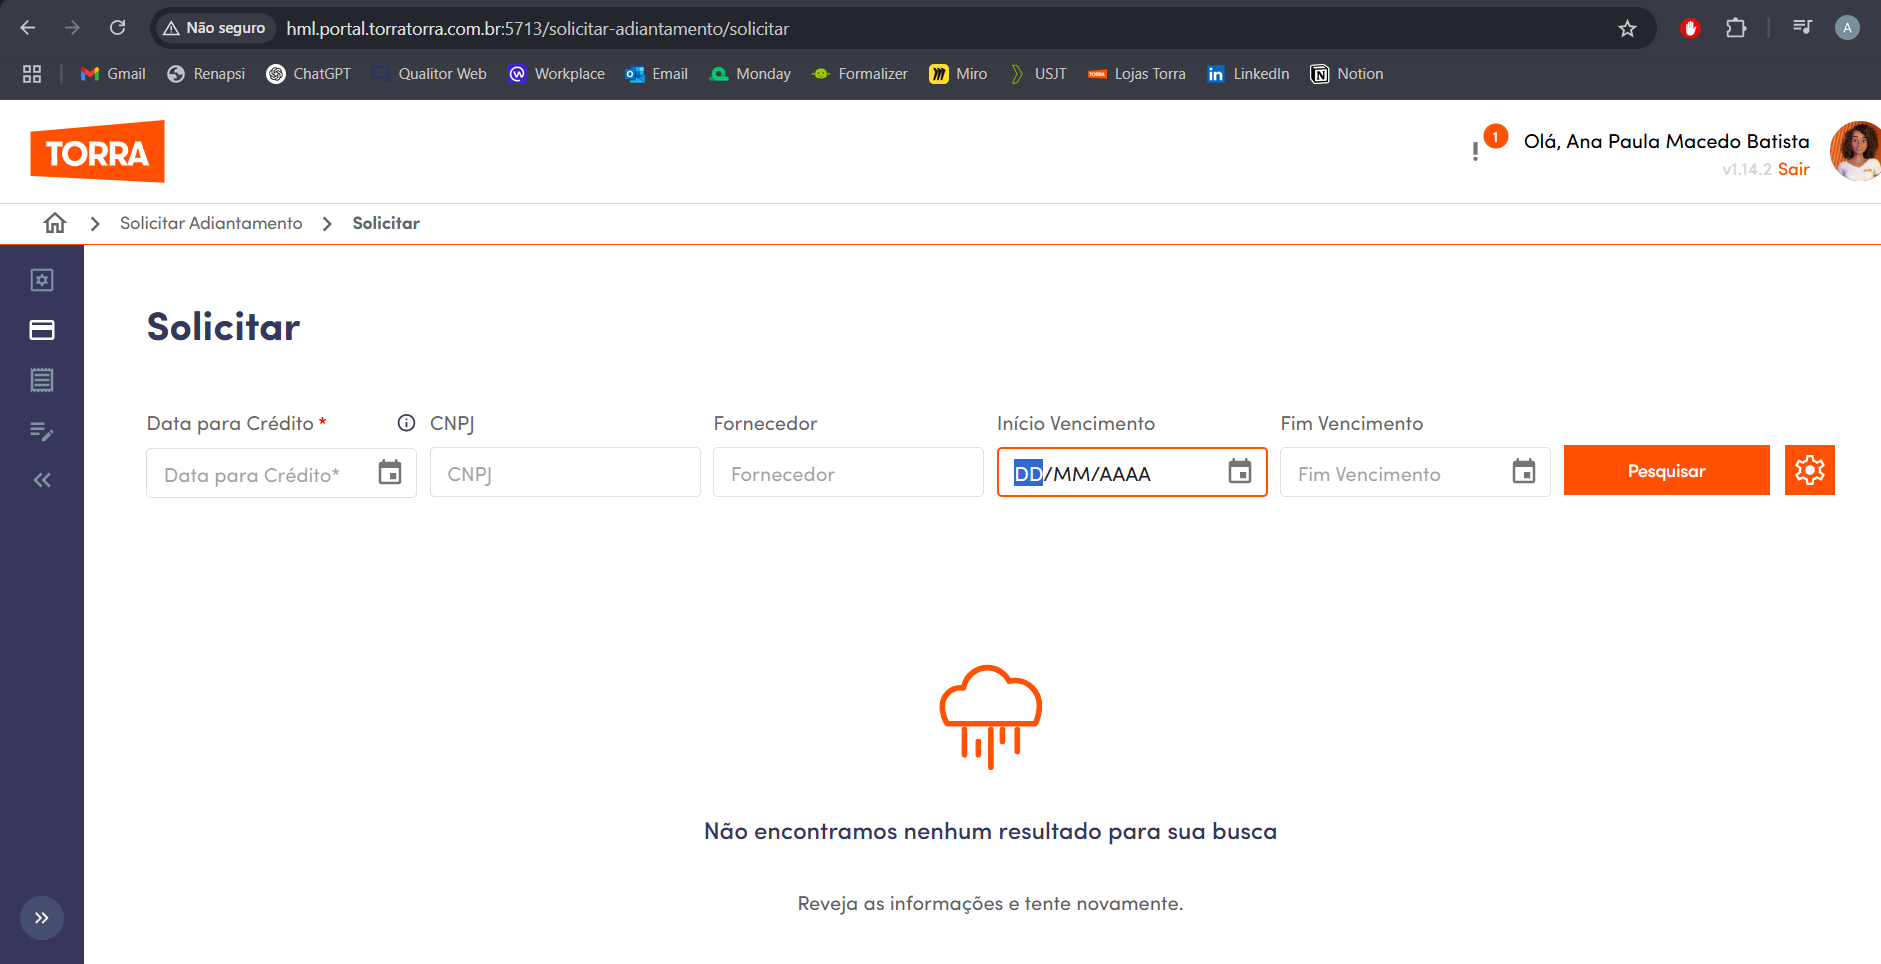 Não seguro
hml.portal.torratorra.com.br:5713/solicitar-adiantamento/solicitar
A
Gmail
Renapsi
ChatGPT
Qualitor Web
Workplace
Email
Monday
Formalizer
Miro
USJT
Lojas Torra
LinkedIn
Notion
TORRA
1
Olá, Ana Paula Macedo Batista
v1.14.2 Sair
Solicitar Adiantamento
Solicitar
Solicitar
Data para Crédito *
CNPJ
Fornecedor
Início Vencimento
Fim Vencimento
Data para Crédito*
CNPJ
Fornecedor
DD/MM/AAAA
Fim Vencimento
Pesquisar
Não encontramos nenhum resultado para sua busca
Reveja as informações e tente novamente.